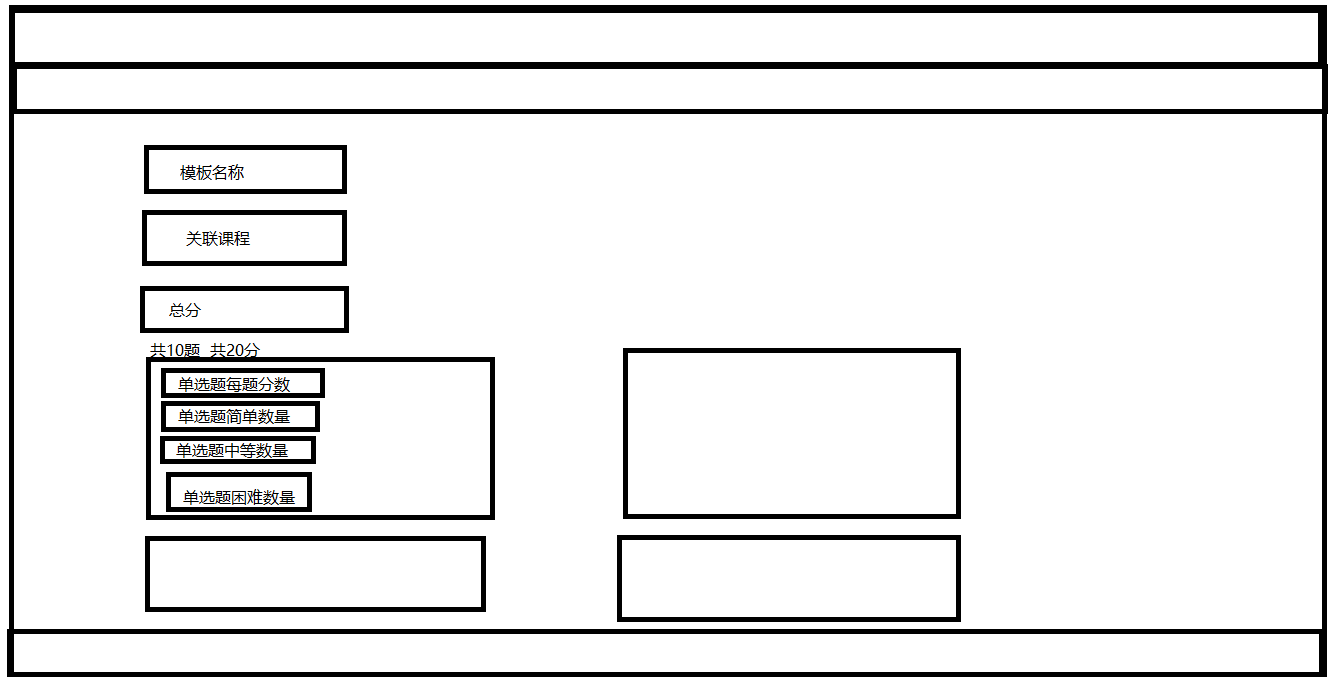 模板名称
关联课程
总分
共10题 共20分
单选题每题分数
单选题简单数量
单选题中等数量
单选题困难数量